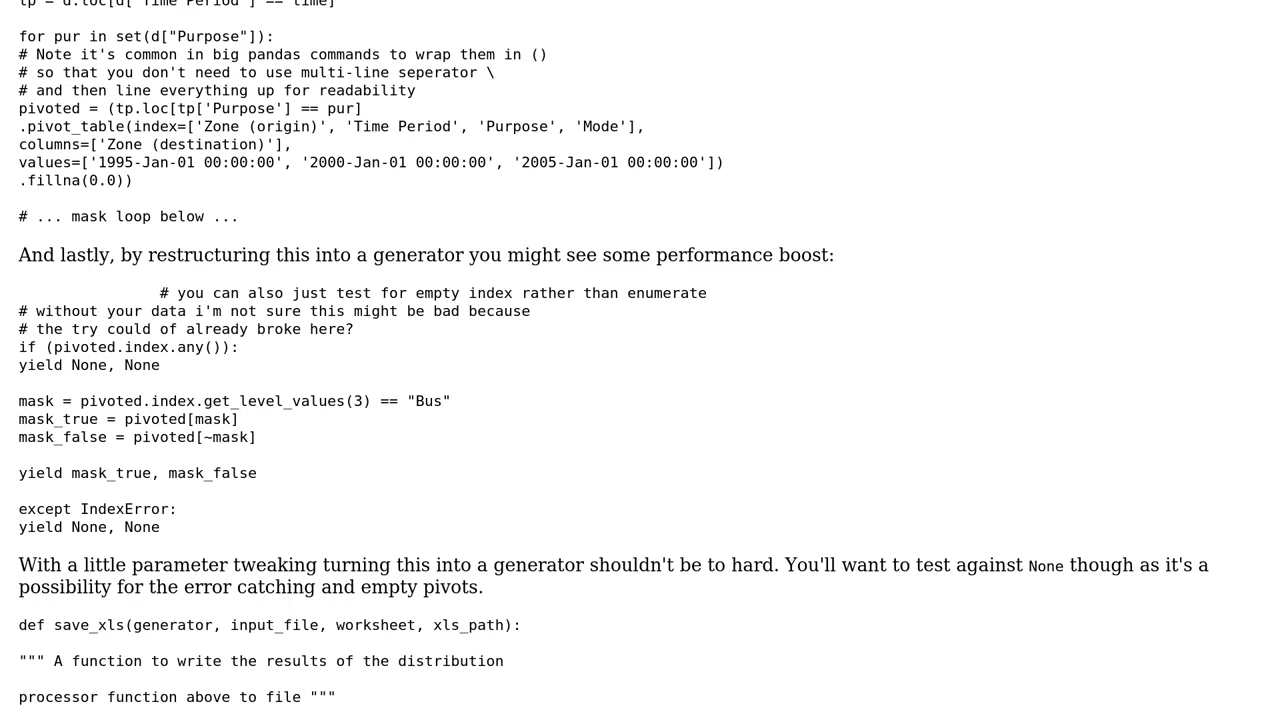 tp = d.loc[d['Time Period'] == time]
for pur in set(d["Purpose"]):
# Note it's common in big pandas commands to wrap them in ()
# so that you don't need to use multi-line seperator \
# and then line everything up for readability
pivoted = (tp.loc[tp['Purpose'] == pur]
.pivot_table(index=['Zone (origin)', 'Time Period', 'Purpose', 'Mode'],
columns=['Zone (destination)'],
values=['1995-Jan-01 00:00:00', '2000-Jan-01 00:00:00', '2005-Jan-01 00:00:00'])
.fillna(0.0))
# ... mask loop below ...
And lastly, by restructuring this into a generator you might see some performance boost:
# you can also just test for empty index rather than enumerate
# without your data i'm not sure this might be bad because
# the try could of already broke here?
if (pivoted.index.any()):
yield None, None
mask = pivoted.index.get_level_values(3) == "Bus"
mask_true = pivoted[mask]
mask_false = pivoted[~mask]
yield mask_true, mask_false
except IndexError:
yield None, None
With a little parameter tweaking turning this into a generator shouldn't be to hard. You'll want to test against None though as it's a
possibility for the error catching and empty pivots.
def save_xls(generator, input_file, worksheet, xls_path):
""" A function to write the results of the distribution
processor function above to file """